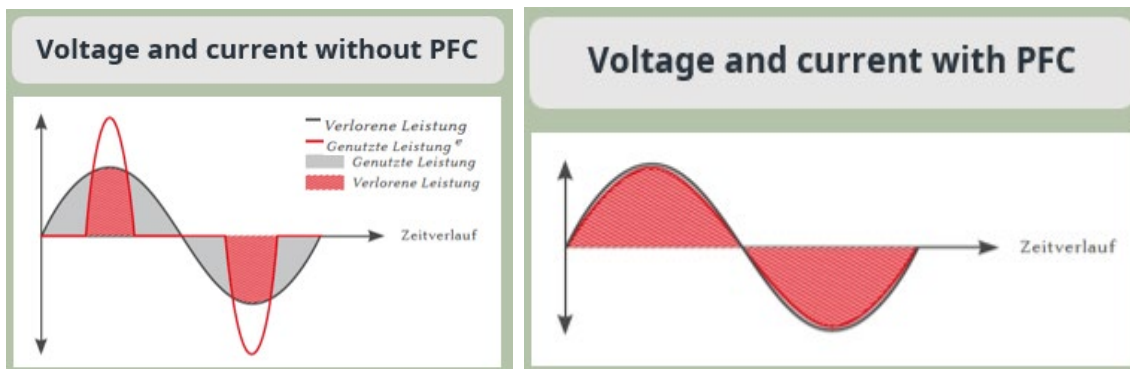 Voltage and current without PFC
Verlorene Leistung
Genutzte Leistung e
Genutzte Leistung
Verlorene Leistung
Zeitverlauf
Voltage and current with PFC
Zeitverlauf